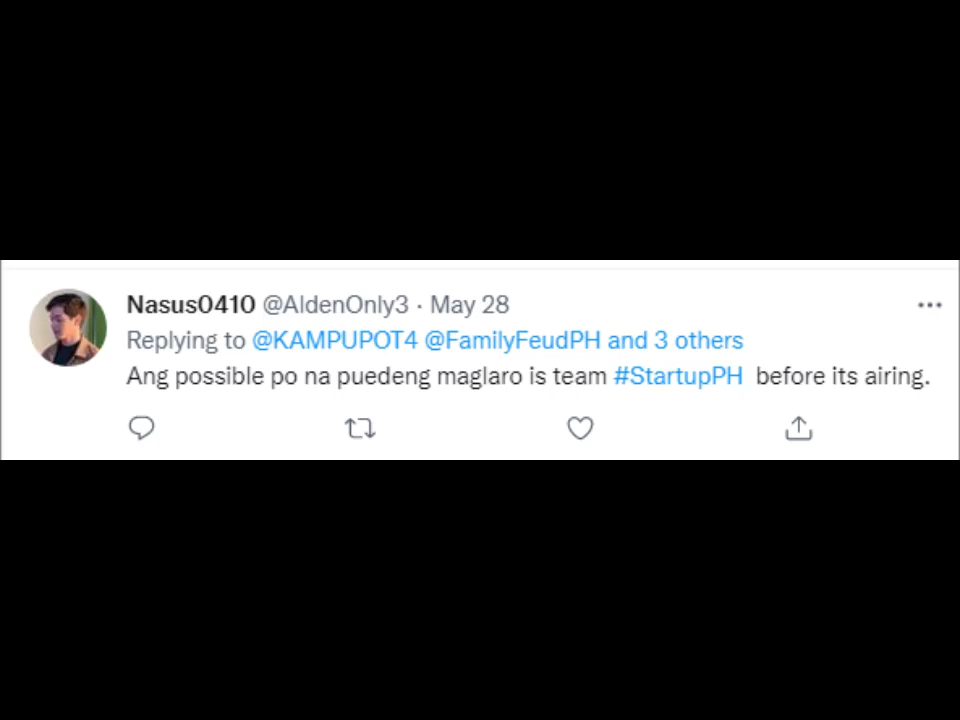 Nasus0410 @AldenOnly3 · May 28
Replying to @KAMPUPOT4 @FamilyFeudPH and 3 others
Ang possible po na puedeng maglaro is team #StartupPH before its airing.